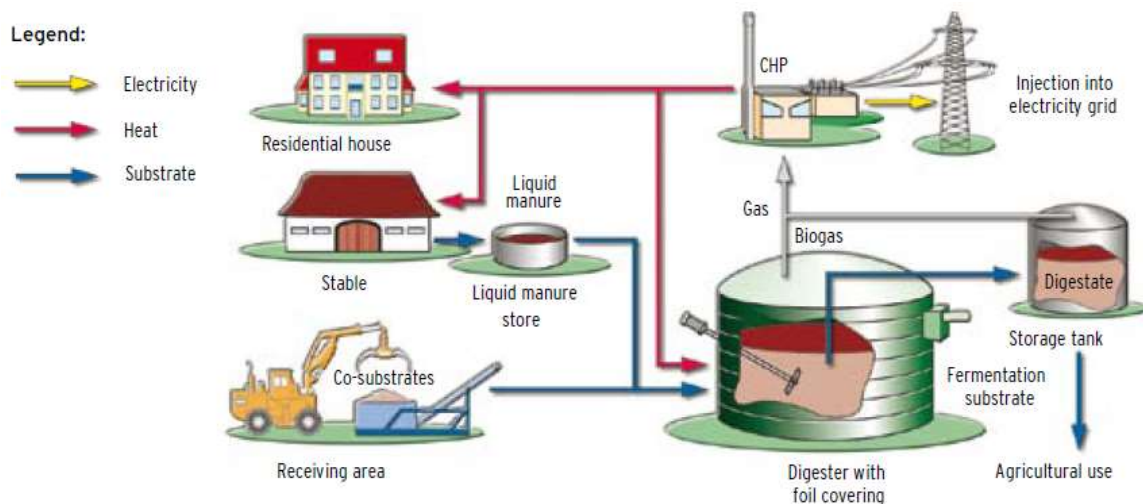 Legend:
Electricity
Heat
Substrate
Residential house
CHP
Injection into
electricity grid
Stable
Liquid
manure
Liquid manure
store
Gas
Biogas
Digestate
Storage tank
Co-substrates
Receiving area
Fermentation
substrate
Digester with
foil covering
Agricultural use